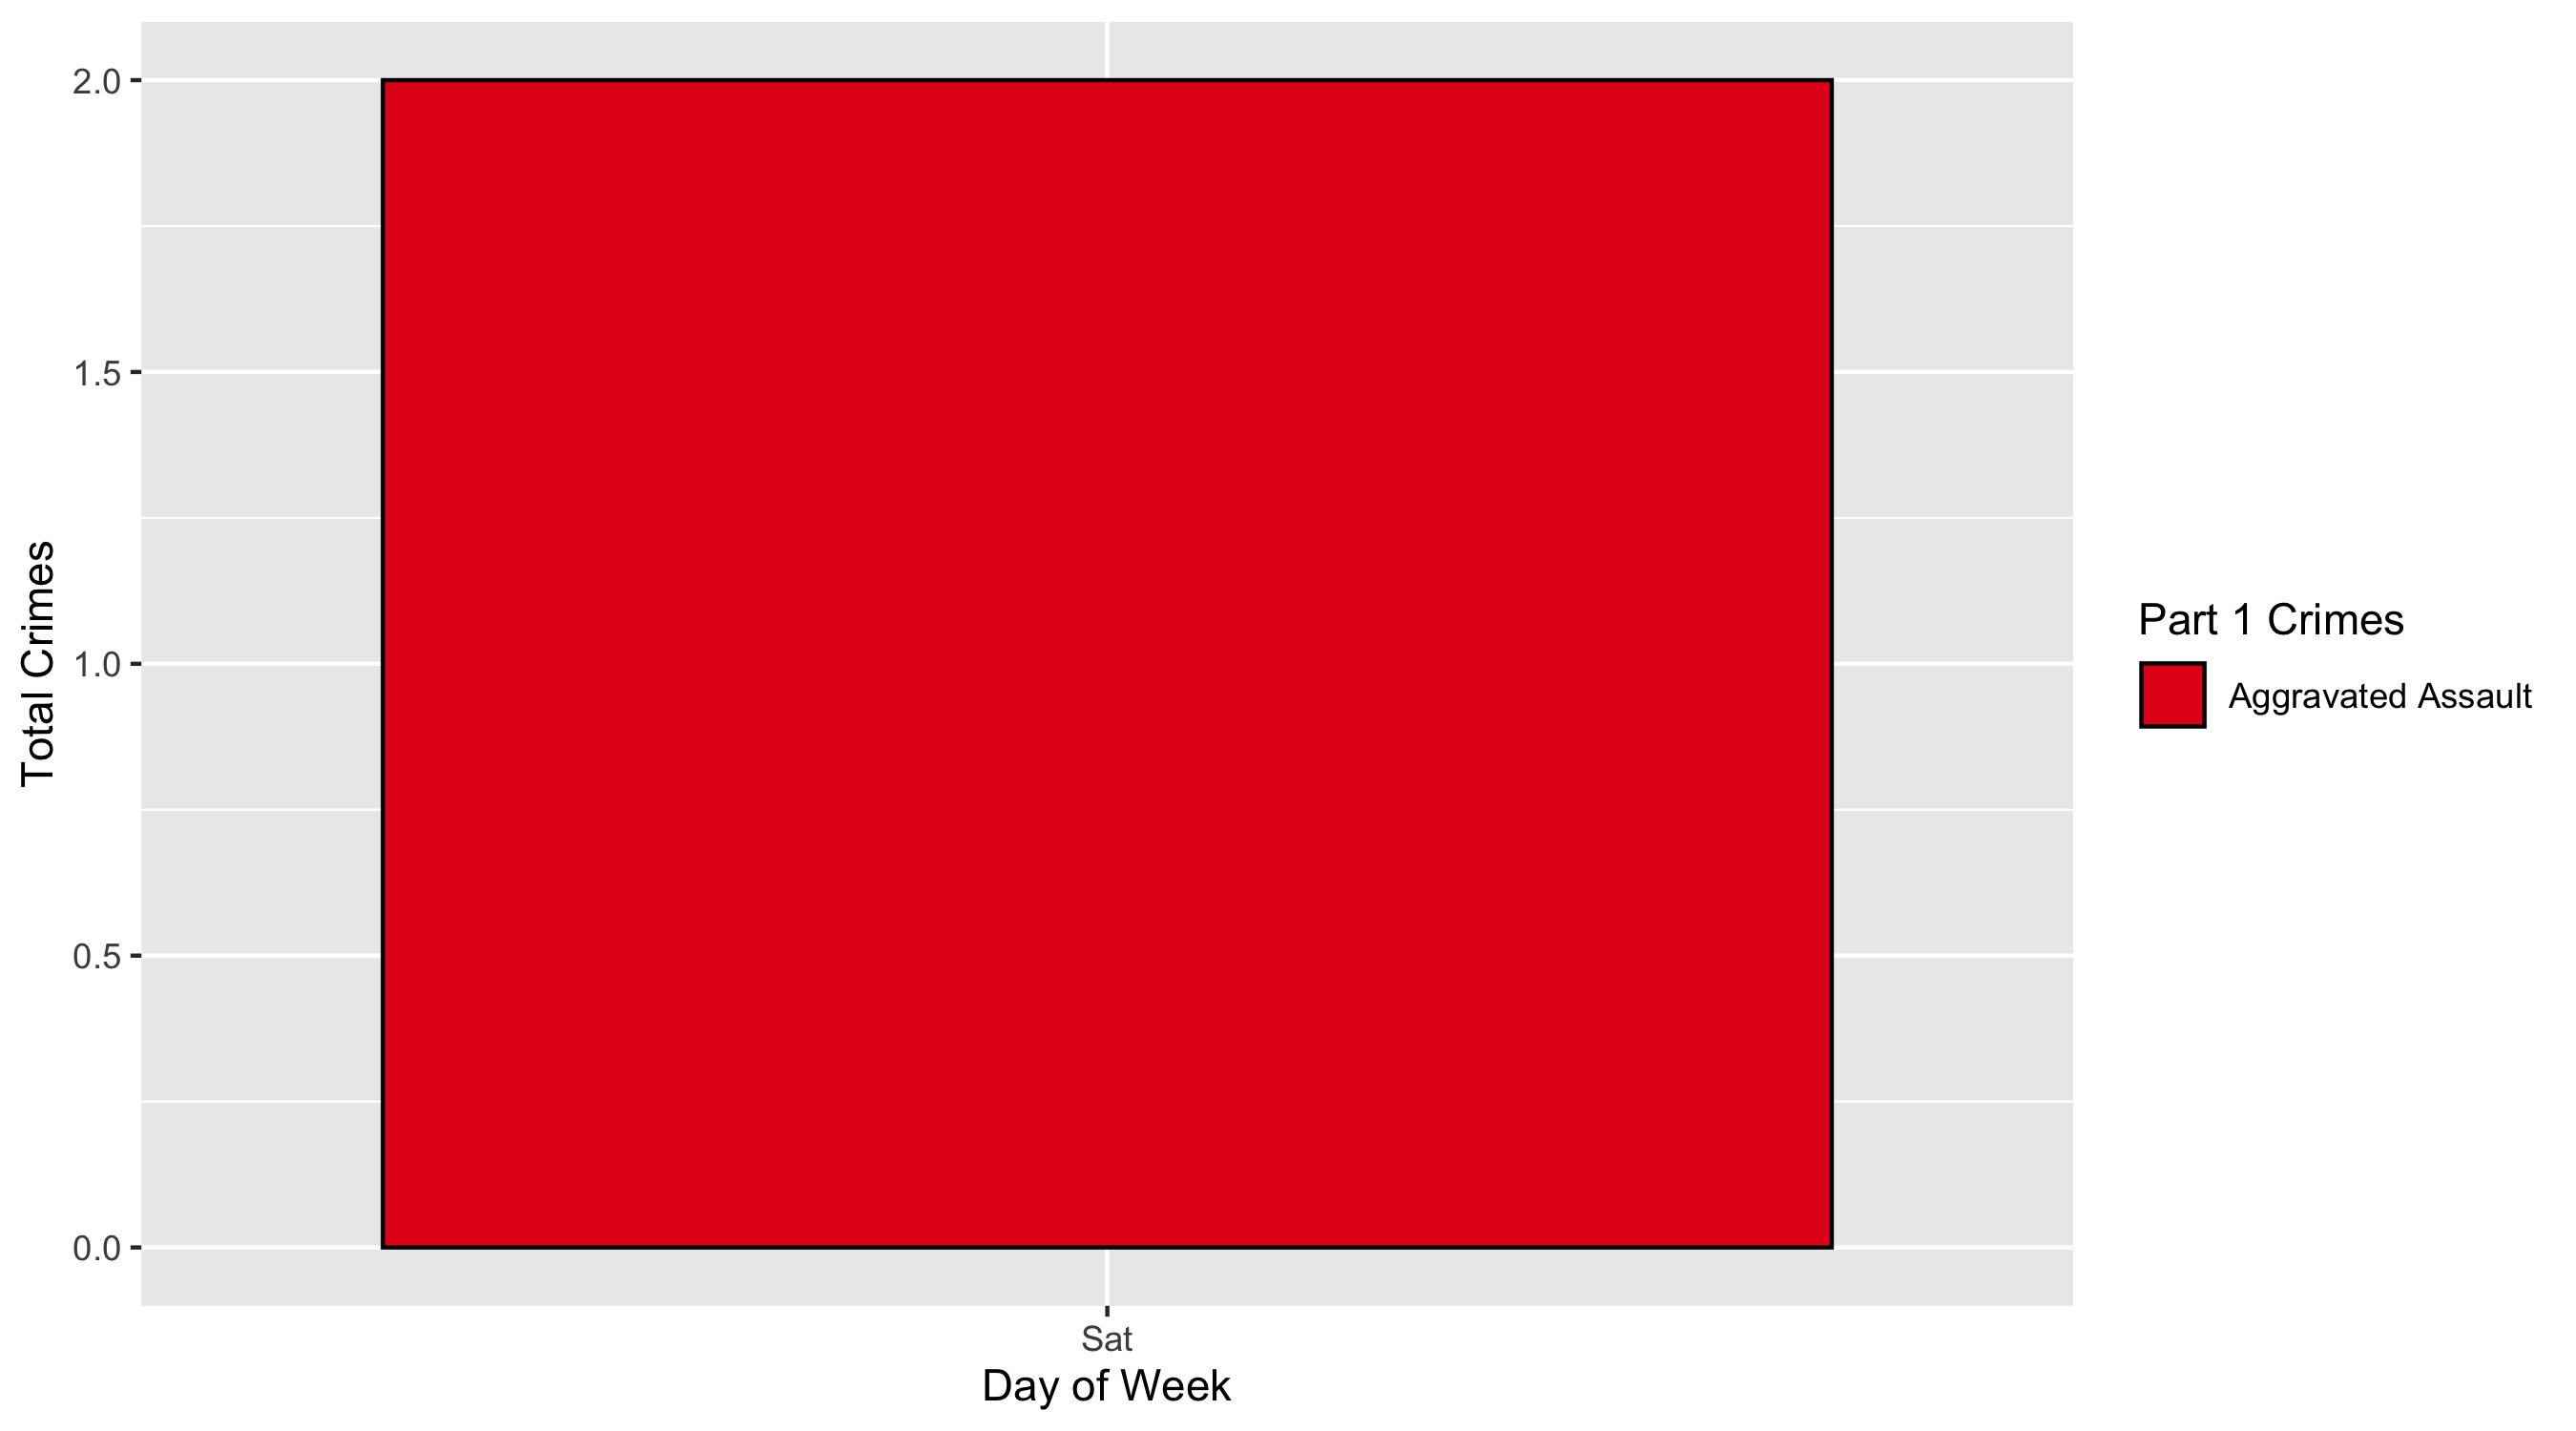 2.0
1.5
1.0
0.5
0.0
Total Crimes
Sat
Day of Week
Part 1 Crimes
Aggravated Assault